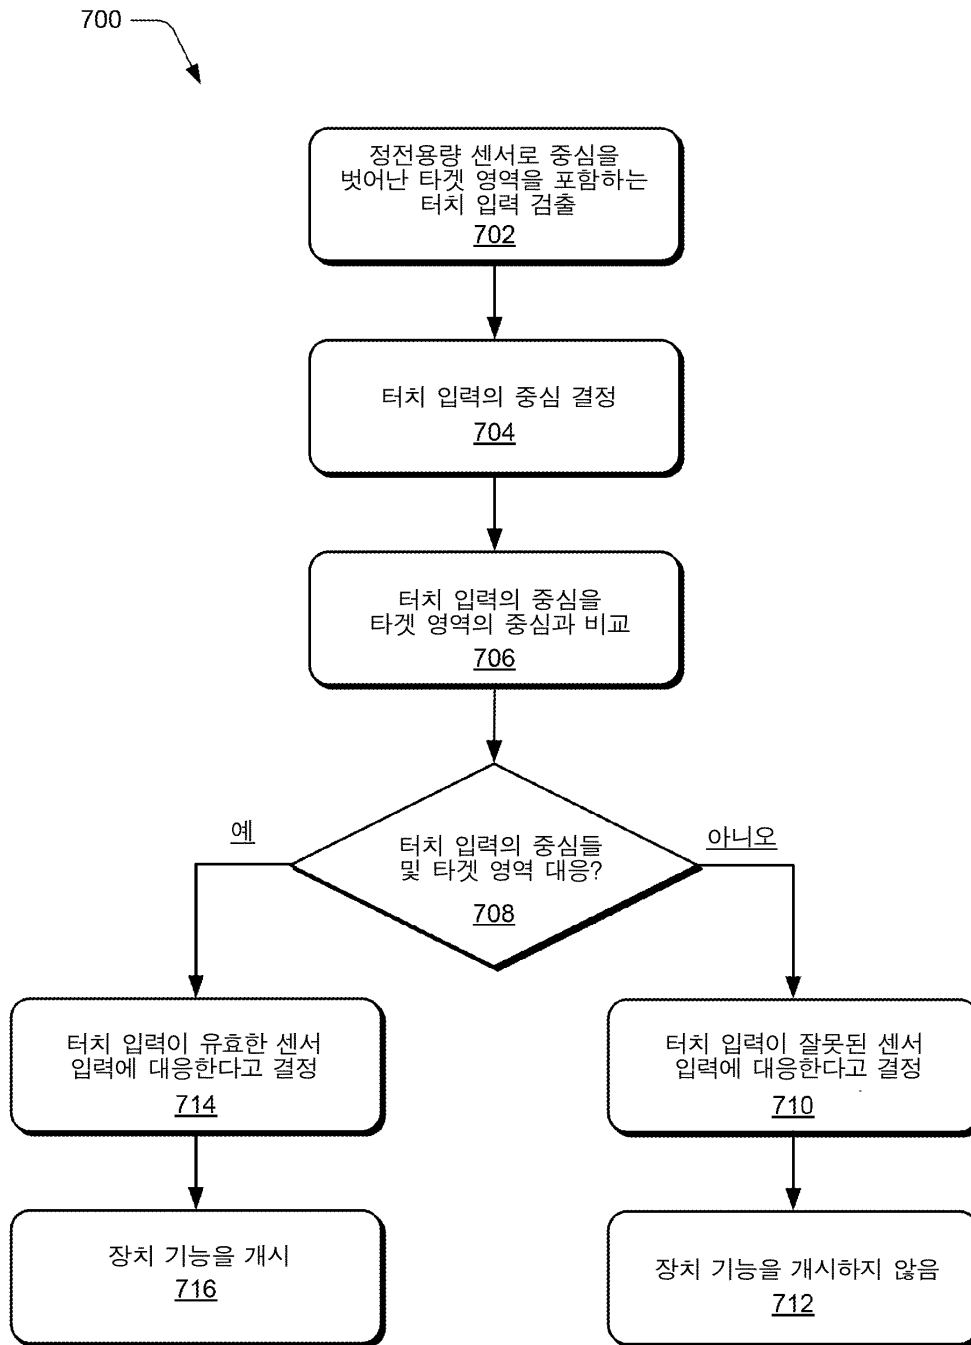 700
정전용량 센서로 중심을
벗어난 타겟 영역을 포함하는
터치 입력 검출
702
터치 입력의 중심 결정
704
터치 입력의 중심을
타겟 영역의 중심과 비교
706
예
아니오
터치 입력의 중심들
및 타겟 영역 대응?
708
터치 입력이 유효한 센서
입력에 대응한다고 결정
714
터치 입력이 잘못된 센서
입력에 대응한다고 결정
710
장치 기능을 개시
716
장치 기능을 개시하지 않음
712